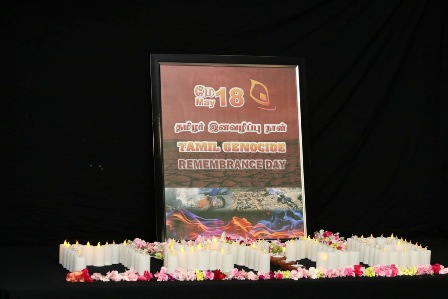 மே 18
May
தமிழர் இனவழிப்பு நாள்
TAMIL GENOCIDE
REMEMBRANCE DAY